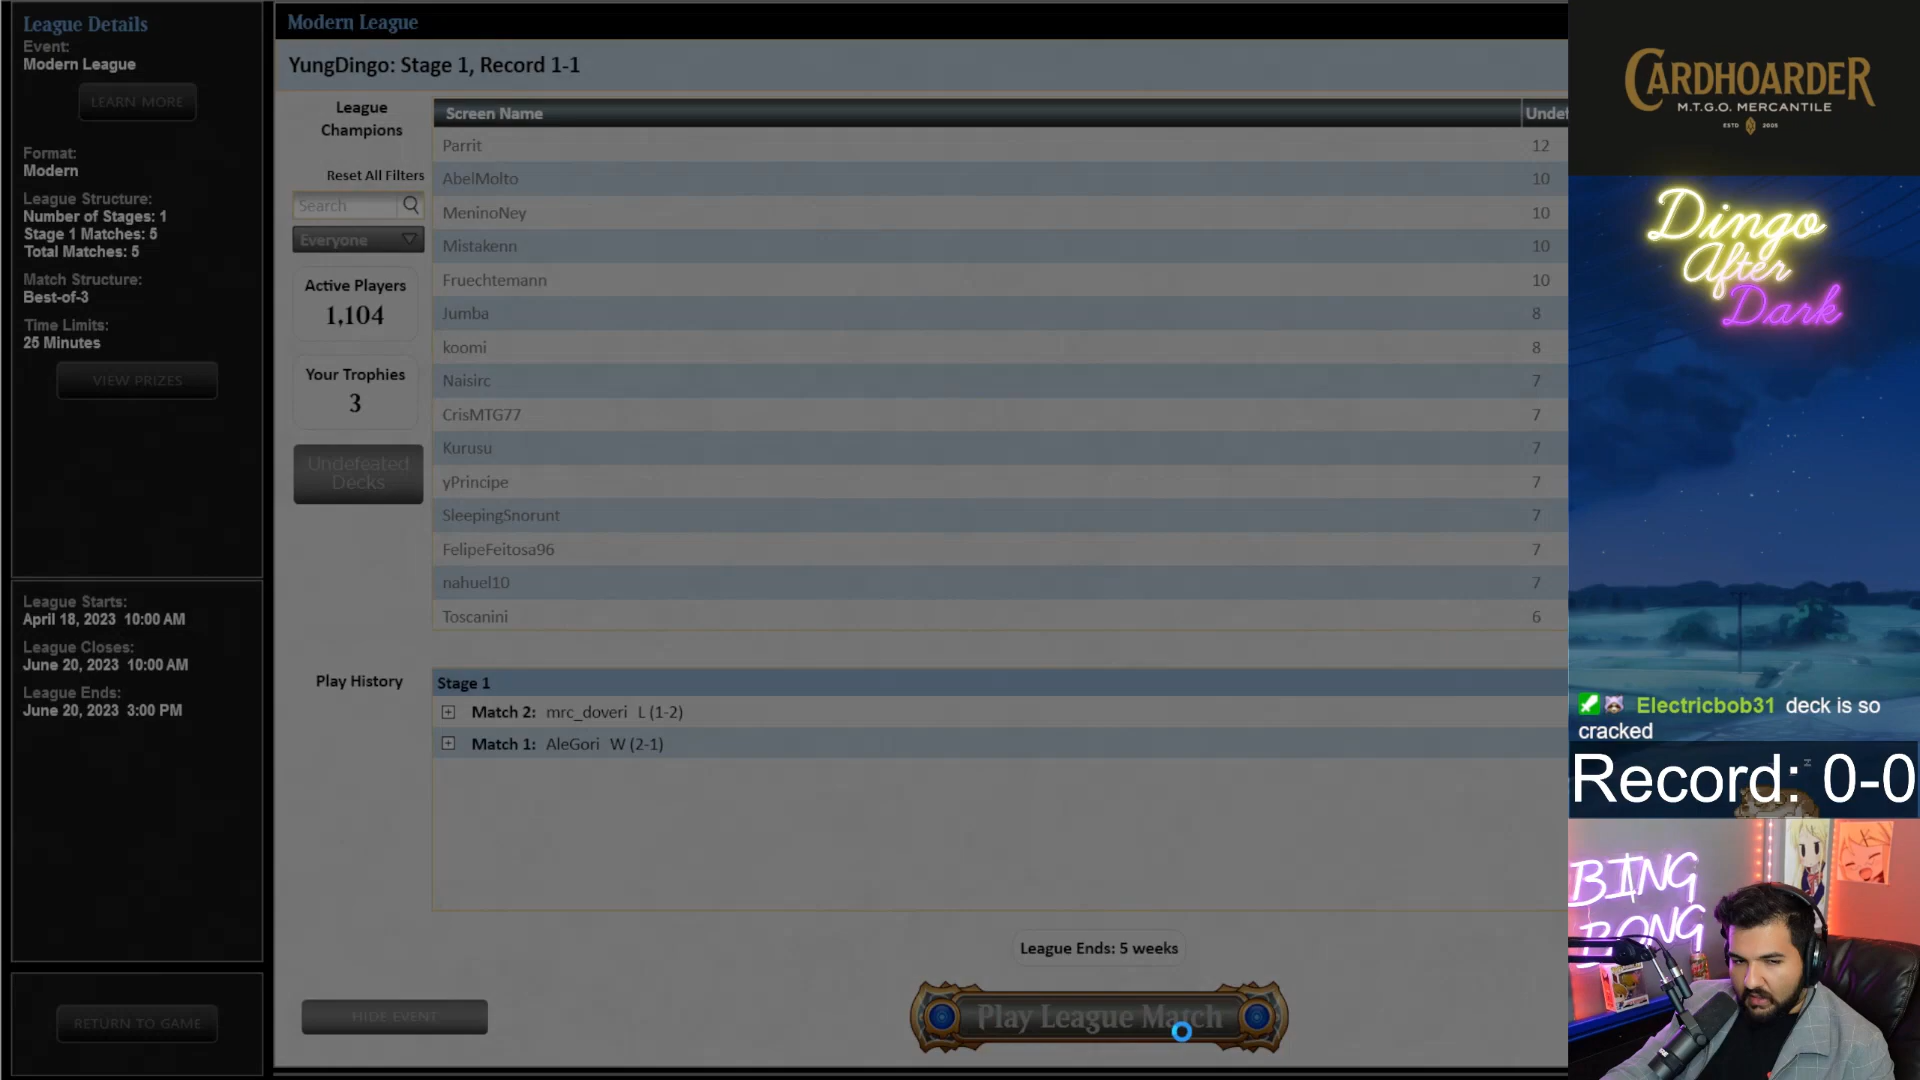 League Details
Event:
Modern League
LEARN MORE
Format:
Modern
League Structure:
Number of Stages: 1
Stage 1 Matches: 5
Total Matches: 5
Match Structure:
Best-of-3
Time Limits:
25 Minutes
VIEW PRIZES
League Starts:
April 18, 2023 10:00 AM
League Closes:
June 20, 2023 10:00 AM
League Ends:
June 20, 2023 3:00 PM
RETURN TO GAME
Modern League
YungDingo: Stage 1, Record 1-1
League
Champions
Reset All Filters
Search
Everyone
Active Players
1,104
Your Trophies
3
Undefeated
Decks
Screen Name Undef
Parrit 12
AbelMolto 10
MeninoNey 10
Mistakenn 10
Fruechtemann 10
Jumba 8
koomi 8
Naisirc 7
CrisMTG77 7
Kurusu 7
yPrincipe 7
SleepingSnorunt 7
FelipeFeitosa96 7
nahuel10 7
Toscanini 6
Play History
Stage 1
Match 2: mrc_doveri L (1-2)
Match 1: AleGori W (2-1)
League Ends: 5 weeks
HIDE EVENT
Play League Match
CARDHOARDER
M.T.G.O. MERCANTILE
ESTD 2005
Dingo
After
Dark
Electricbob31 deck is so
cracked
Record: 0-0
BING
BONG